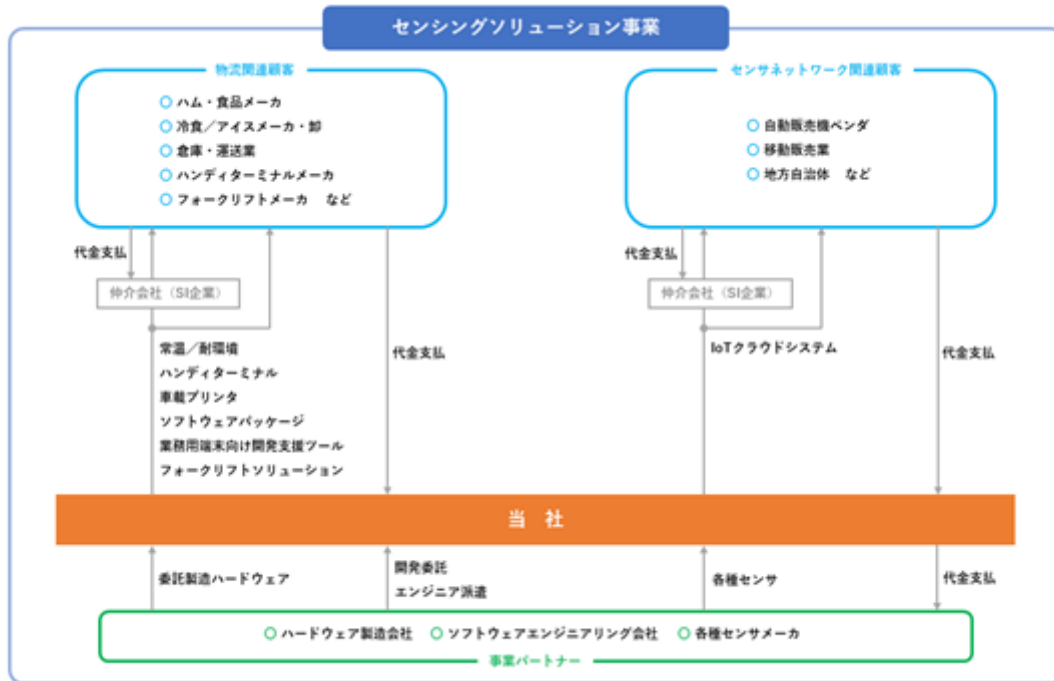 センシングソリューション事業
物流関連顧客
○ ハム・食品メーカ
○ 冷食／アイスメーカ・卸
○ 倉庫・運送業
○ ハンディターミナルメーカ
○ フォークリフトメーカ など
センサネットワーク関連顧客
○ 自動販売機ベンダ
○ 移動販売業
○ 地方自治体 など
代金支払
仲介会社（SI企業）
代金支払
仲介会社（SI企業）
常温／耐環境
ハンディターミナル
車載プリンタ
ソフトウェアパッケージ
業務用端末向け開発支援ツール
フォークリフトソリューション
代金支払
IoTクラウドシステム
代金支払
当 社
委託製造ハードウェア
開発委託
エンジニア派遣
各種センサ
代金支払
○ ハードウェア製造会社 ○ ソフトウェアエンジニアリング会社 ○ 各種センサメーカ
事業パートナー